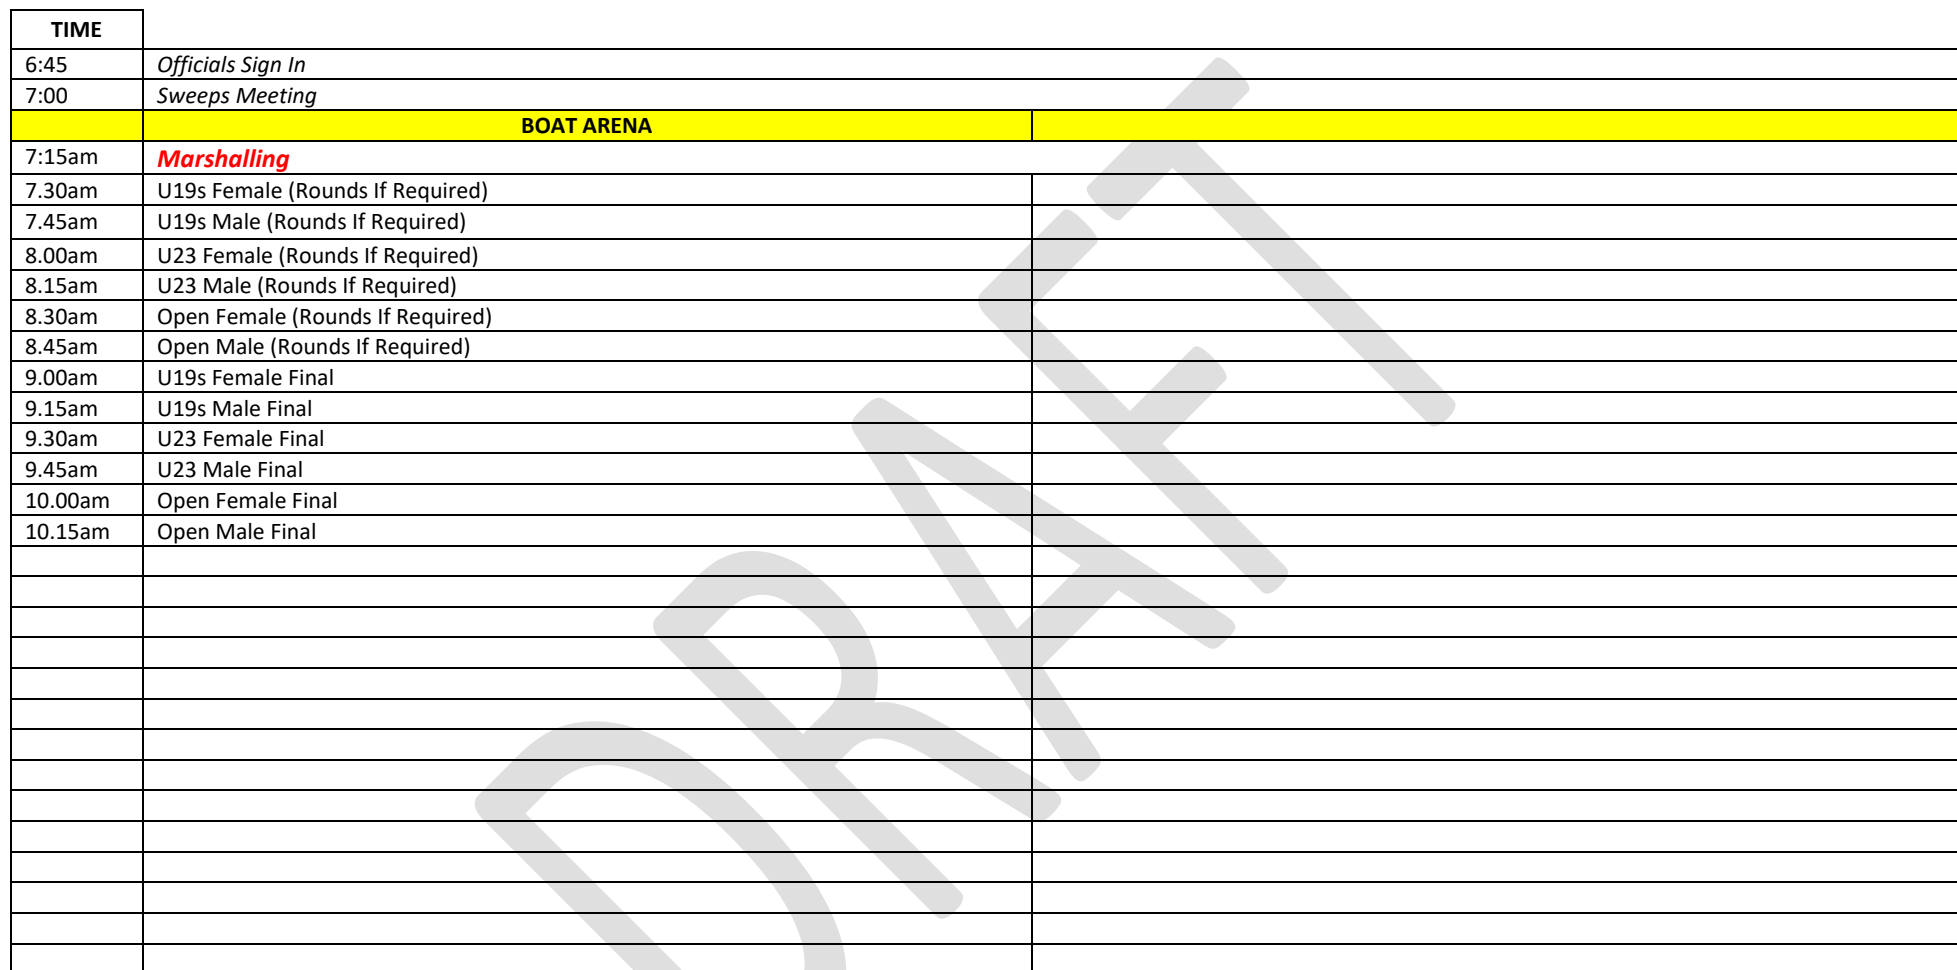 TIME
6:45 Officials Sign In
7:00 Sweeps Meeting
BOAT ARENA
7:15am Marshalling
7.30am U19s Female (Rounds If Required)
7.45am U19s Male (Rounds If Required)
8.00am U23 Female (Rounds If Required)
8.15am U23 Male (Rounds If Required)
8.30am Open Female (Rounds If Required)
8.45am Open Male (Rounds If Required)
9.00am U19s Female Final
9.15am U19s Male Final
9.30am U23 Female Final
9.45am U23 Male Final
10.00am Open Female Final
10.15am Open Male Final
DRAFT